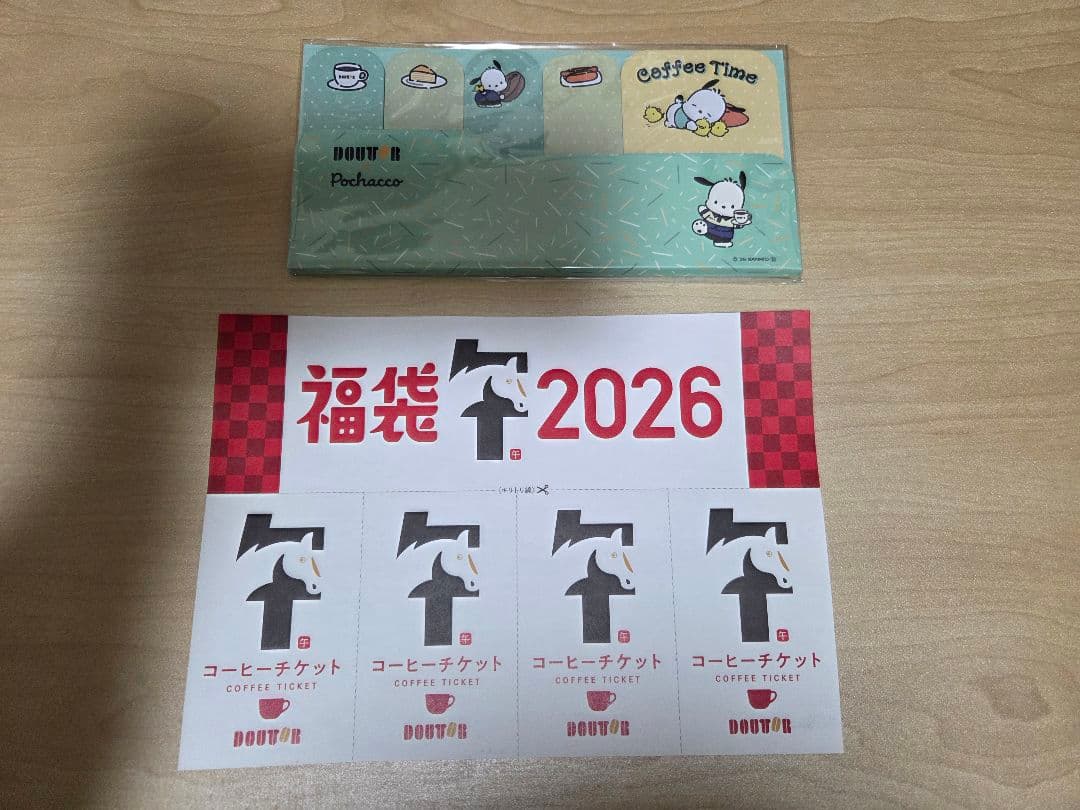 Coffee Time
DOUTOR
Pochacco
福袋 午 2026
午
(キリトリ線)
午
コーヒーチケット
COFFEE TICKET
DOUTOR
午
コーヒーチケット
COFFEE TICKET
DOUTOR
午
コーヒーチケット
COFFEE TICKET
DOUTOR
午
コーヒーチケット
COFFEE TICKET
DOUTOR